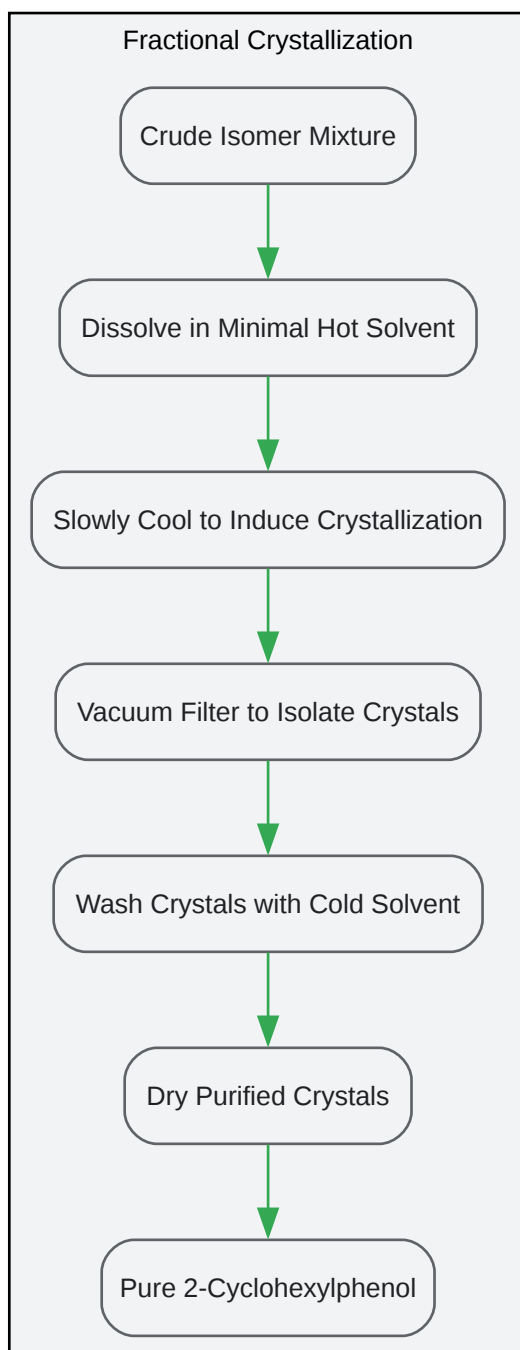 Fractional Crystallization
Crude Isomer Mixture
Dissolve in Minimal Hot Solvent
Slowly Cool to Induce Crystallization
Vacuum Filter to Isolate Crystals
Wash Crystals with Cold Solvent
Dry Purified Crystals
Pure 2-Cyclohexylphenol